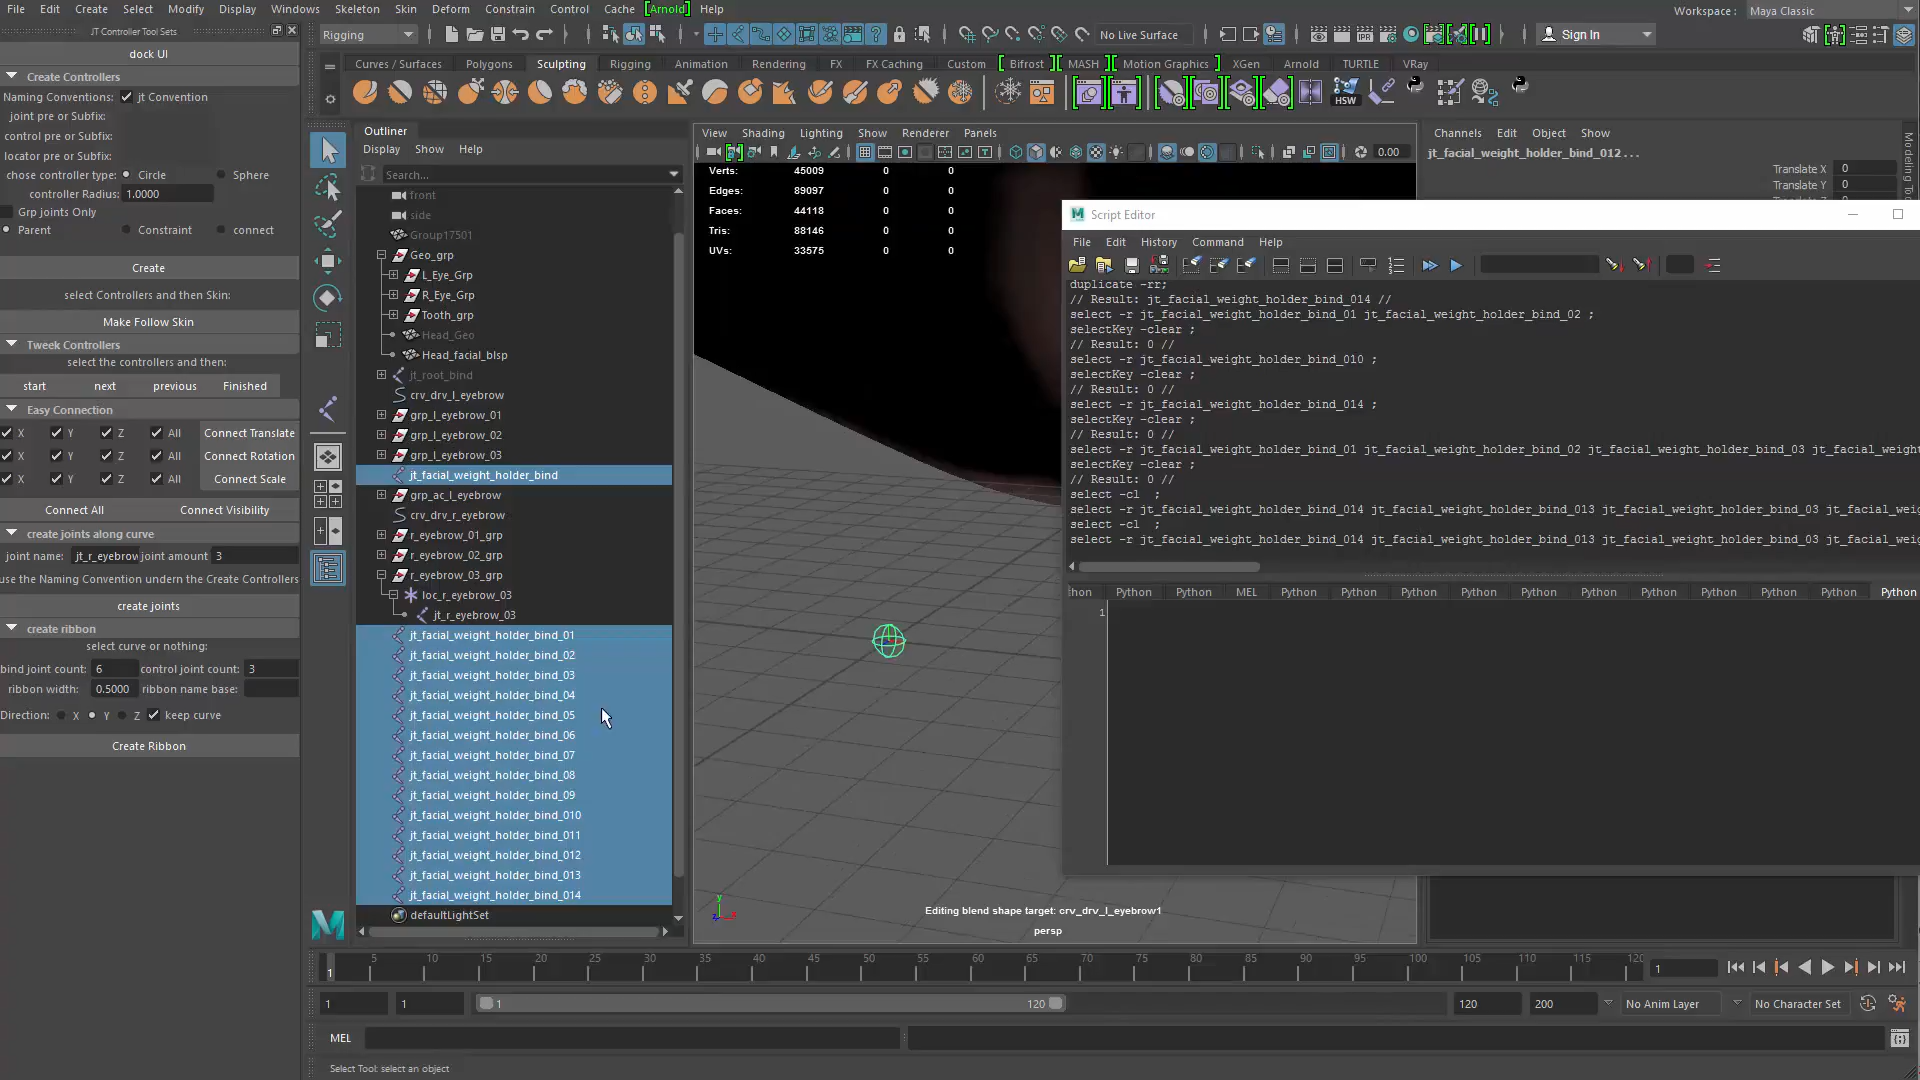 File Edit Create Select Modify Display Windows Skeleton Skin Deform Constrain Control Cache Arnold Help
Workspace : Maya Classic
JT Controller Tool Sets
Rigging
No Live Surface
Sign In
dock UI
Curves / Surfaces Polygons Sculpting Rigging Animation Rendering FX FX Caching Custom Bifrost MASH Motion Graphics XGen Arnold TURTLE VRay
HSW
Create Controllers
Naming Conventions: jt Convention
joint pre or Subfix:
control pre or Subfix:
locator pre or Subfix:
chose controller type: Circle Sphere
controller Radius: 1.0000
Grp joints Only
Parent Constraint connect
Create
select Controllers and then Skin:
Make Follow Skin
Tweek Controllers
select the controllers and then:
start next previous Finished
Easy Connection
X Y Z All Connect Translate
X Y Z All Connect Rotation
X Y Z All Connect Scale
Connect All Connect Visibility
create joints along curve
joint name: jt_r_eyebrow joint amount 3
use the Naming Convention undern the Create Controllers
create joints
create ribbon
select curve or nothing:
bind joint count: 6 control joint count: 3
ribbon width: 0.5000 ribbon name base:
Direction: X Y Z keep curve
Create Ribbon
Outliner
Display Show Help
Search...
front
side
Group17501
Geo_grp
L_Eye_Grp
R_Eye_Grp
Tooth_grp
Head_Geo
Head_facial_blsp
jt_root_bind
crv_drv_l_eyebrow
grp_l_eyebrow_01
grp_l_eyebrow_02
grp_l_eyebrow_03
jt_facial_weight_holder_bind
grp_ac_l_eyebrow
crv_drv_r_eyebrow
r_eyebrow_01_grp
r_eyebrow_02_grp
r_eyebrow_03_grp
loc_r_eyebrow_03
jt_r_eyebrow_03
jt_facial_weight_holder_bind_01
jt_facial_weight_holder_bind_02
jt_facial_weight_holder_bind_03
jt_facial_weight_holder_bind_04
jt_facial_weight_holder_bind_05
jt_facial_weight_holder_bind_06
jt_facial_weight_holder_bind_07
jt_facial_weight_holder_bind_08
jt_facial_weight_holder_bind_09
jt_facial_weight_holder_bind_010
jt_facial_weight_holder_bind_011
jt_facial_weight_holder_bind_012
jt_facial_weight_holder_bind_013
jt_facial_weight_holder_bind_014
defaultLightSet
View Shading Lighting Show Renderer Panels
0.00
Verts: 45009 0 0
Edges: 89097 0 0
Faces: 44118 0 0
Tris: 88146 0 0
UVs: 33575 0 0
Editing blend shape target: crv_drv_l_eyebrow1
persp
Channels Edit Object Show
jt_facial_weight_holder_bind_012...
Translate X 0
Translate Y 0
Script Editor
File Edit History Command Help
duplicate -rr;
// Result: jt_facial_weight_holder_bind_014 //
select -r jt_facial_weight_holder_bind_01 jt_facial_weight_holder_bind_02 ;
selectKey -clear ;
// Result: 0 //
select -r jt_facial_weight_holder_bind_010 ;
selectKey -clear ;
// Result: 0 //
select -r jt_facial_weight_holder_bind_014 ;
selectKey -clear ;
// Result: 0 //
select -r jt_facial_weight_holder_bind_01 jt_facial_weight_holder_bind_02 jt_facial_weight_holder_bind_03 jt_facial_weight
selectKey -clear ;
// Result: 0 //
select -cl ;
select -r jt_facial_weight_holder_bind_014 jt_facial_weight_holder_bind_013 jt_facial_weight_holder_bind_03 jt_facial_weig
select -cl ;
select -r jt_facial_weight_holder_bind_014 jt_facial_weight_holder_bind_013 jt_facial_weight_holder_bind_03 jt_facial_weig
hon Python Python MEL Python Python Python Python Python Python Python Python Python Python Python
1
1 5 10 15 20 25 30 35 40 45 50 55 60 65 70 75 80 85 90 95 100 105 110 115 120
1
1 1 1 120 120 200 No Anim Layer No Character Set
MEL
Select Tool: select an object